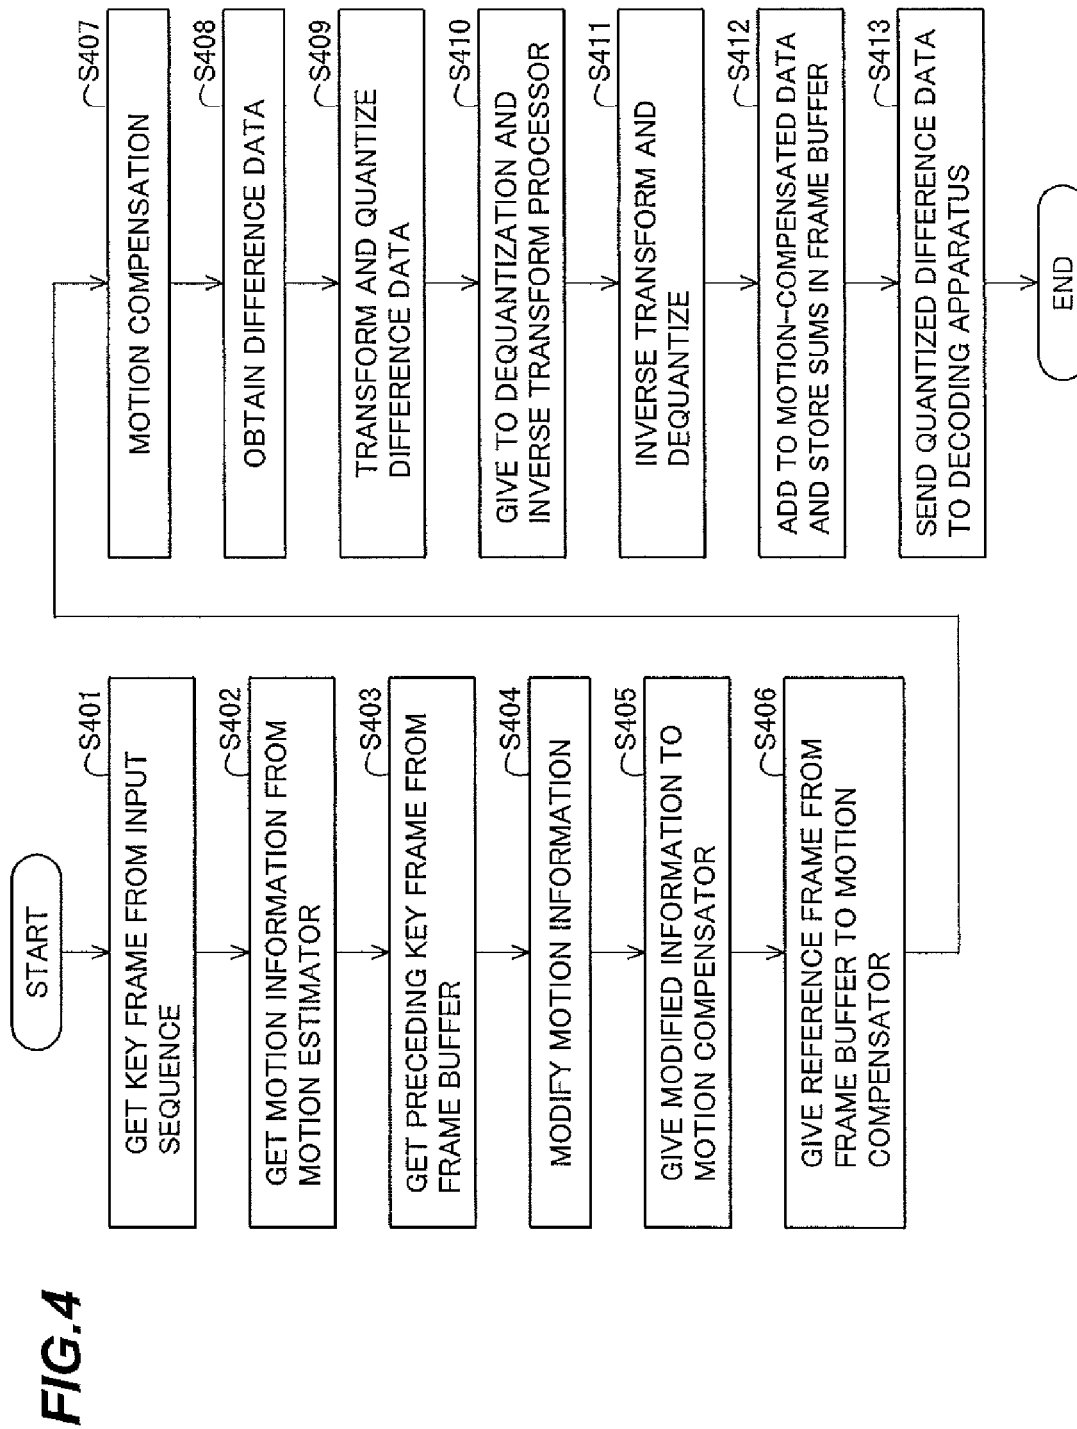 FIG.4
START
S401
GET KEY FRAME FROM INPUT
SEQUENCE
S402
GET MOTION INFORMATION FROM
MOTION ESTIMATOR
S403
GET PRECEDING KEY FRAME FROM
FRAME BUFFER
S404
MODIFY MOTION INFORMATION
S405
GIVE MODIFIED INFORMATION TO
MOTION COMPENSATOR
S406
GIVE REFERENCE FRAME FROM
FRAME BUFFER TO MOTION
COMPENSATOR
S407
MOTION COMPENSATION
S408
OBTAIN DIFFERENCE DATA
S409
TRANSFORM AND QUANTIZE
DIFFERENCE DATA
S410
GIVE TO DEQUANTIZATION AND
INVERSE TRANSFORM PROCESSOR
S411
INVERSE TRANSFORM AND
DEQUANTIZE
S412
ADD TO MOTION-COMPENSATED DATA
AND STORE SUMS IN FRAME BUFFER
S413
SEND QUANTIZED DIFFERENCE DATA
TO DECODING APPARATUS
END